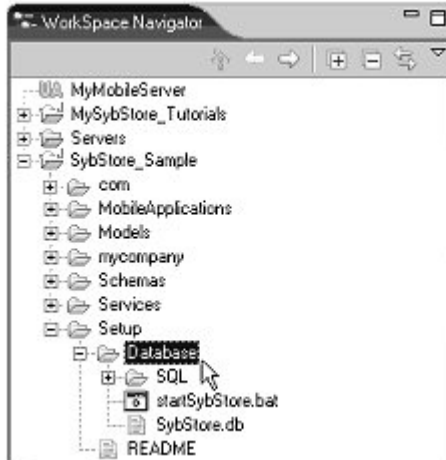 WorkSpace Navigator
MyMobileServer
MySybStore_Tutorials
Servers
SybStore_Sample
com
MobileApplications
Models
mycompany
Schemas
Services
Setup
Database
SQL
startSybStore.bat
SybStore.db
README